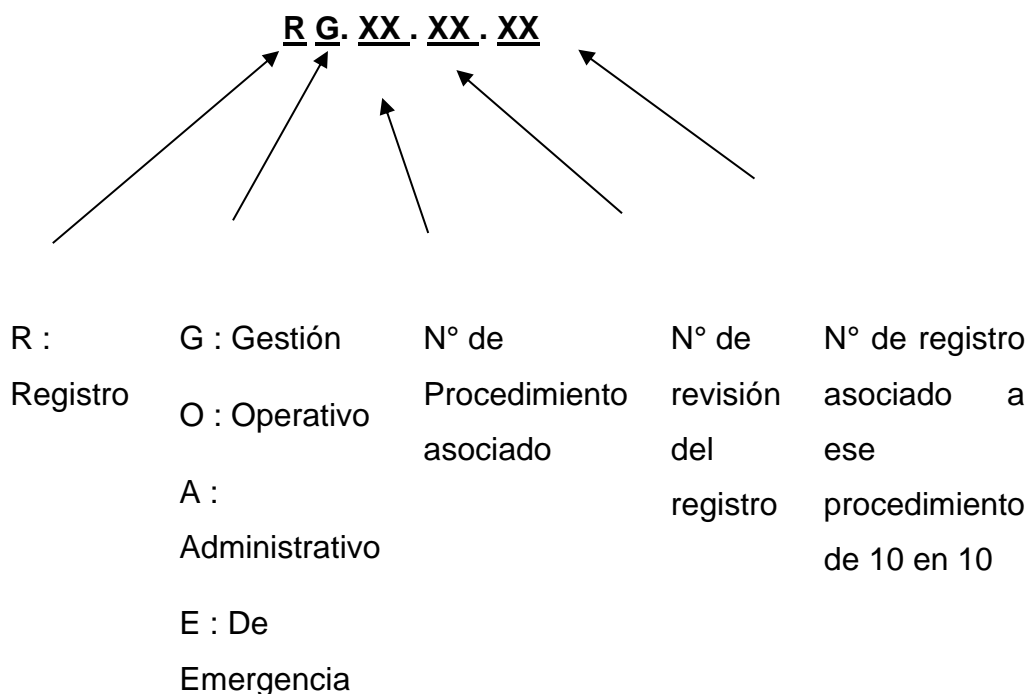 R G. XX . XX . XX
R :
Registro
G : Gestión
O : Operativo
A :
Administrativo
E : De
Emergencia
N° de
Procedimiento
asociado
N° de
revisión
del
registro
N° de registro
asociado a
ese
procedimiento
de 10 en 10